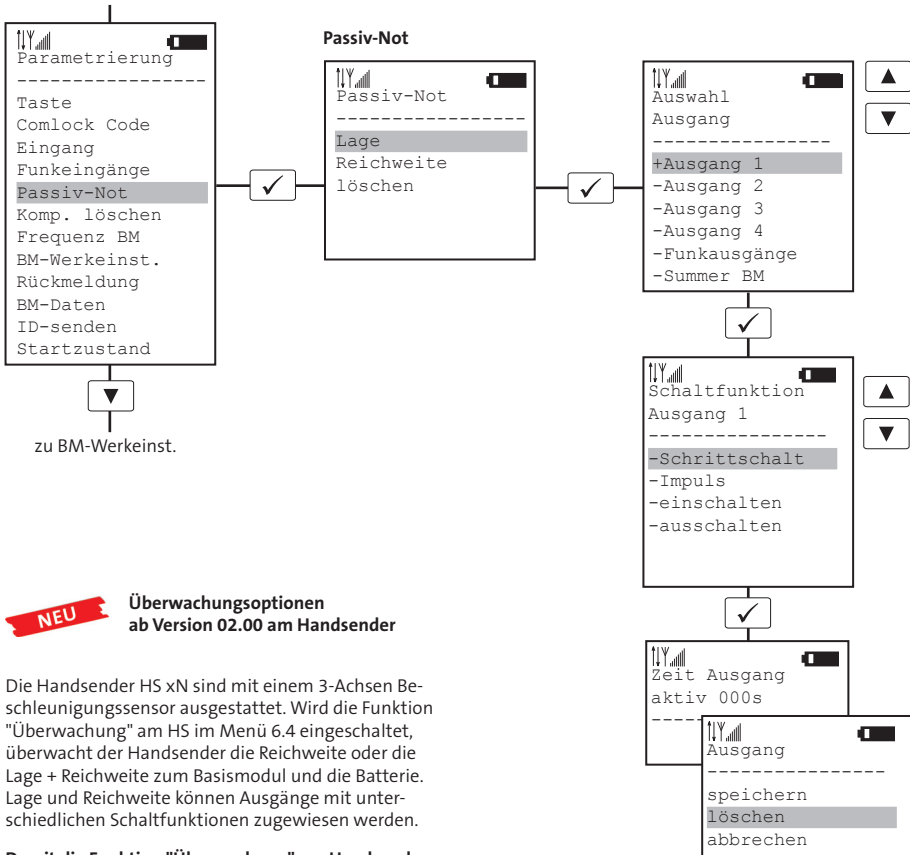 Parametrierung
-----------------
Taste
Comlock Code
Eingang
Funkeingänge
Passiv-Not
Komp. löschen
Frequenz BM
BM-Werkeinst.
Rückmeldung
BM-Daten
ID-senden
Startzustand
zu BM-Werkeinst.
Passiv-Not
Passiv-Not
-----------------
Lage
Reichweite
löschen
Auswahl
Ausgang
----------------
+Ausgang 1
-Ausgang 2
-Ausgang 3
-Ausgang 4
-Funkausgänge
-Summer BM
Schaltfunktion
Ausgang 1
----------------
-Schrittschalt
-Impuls
-einschalten
-ausschalten
Zeit Ausgang
aktiv 000s
----
Ausgang
----------------
speichern
löschen
abbrechen
NEU
Überwachungsoptionen
ab Version 02.00 am Handsender
Die Handsender HS xN sind mit einem 3-Achsen Be-
schleunigungssensor ausgestattet. Wird die Funktion
"Überwachung" am HS im Menü 6.4 eingeschaltet,
überwacht der Handsender die Reichweite oder die
Lage + Reichweite zum Basismodul und die Batterie.
Lage und Reichweite können Ausgänge mit unter-
schiedlichen Schaltfunktionen zugewiesen werden.